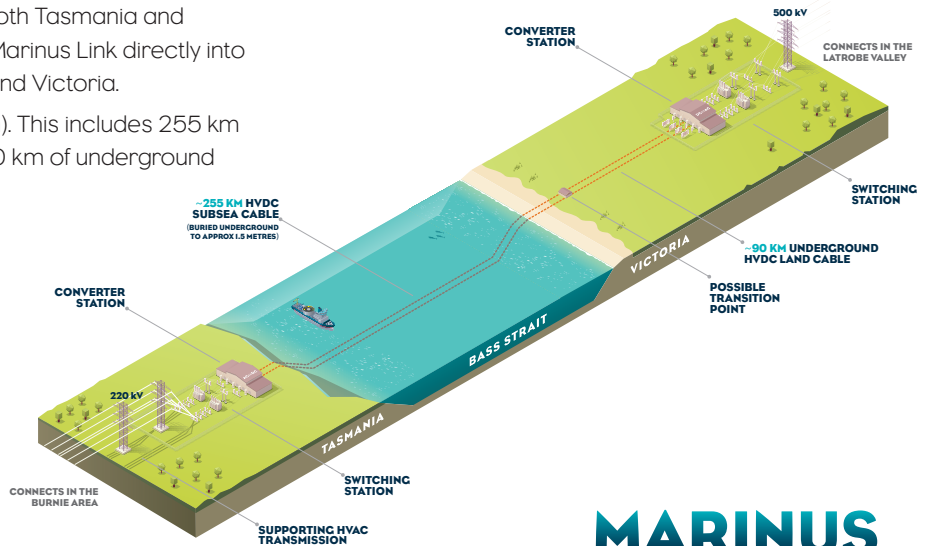 oth Tasmania and
Marinus Link directly into
nd Victoria.
). This includes 255 km
0 km of underground
500 kV
CONVERTER
STATION
CONNECTS IN THE
LATROBE VALLEY
~255 KM HVDC
SUBSEA CABLE
(BURIED UNDERGROUND
TO APPROX 1.5 METRES)
SWITCHING
STATION
~90 KM UNDERGROUND
HVDC LAND CABLE
VICTORIA
POSSIBLE
TRANSITION
POINT
CONVERTER
STATION
BASS STRAIT
220 kV
TASMANIA
SWITCHING
STATION
CONNECTS IN THE
BURNIE AREA
SUPPORTING HVAC
TRANSMISSION
MARINUS